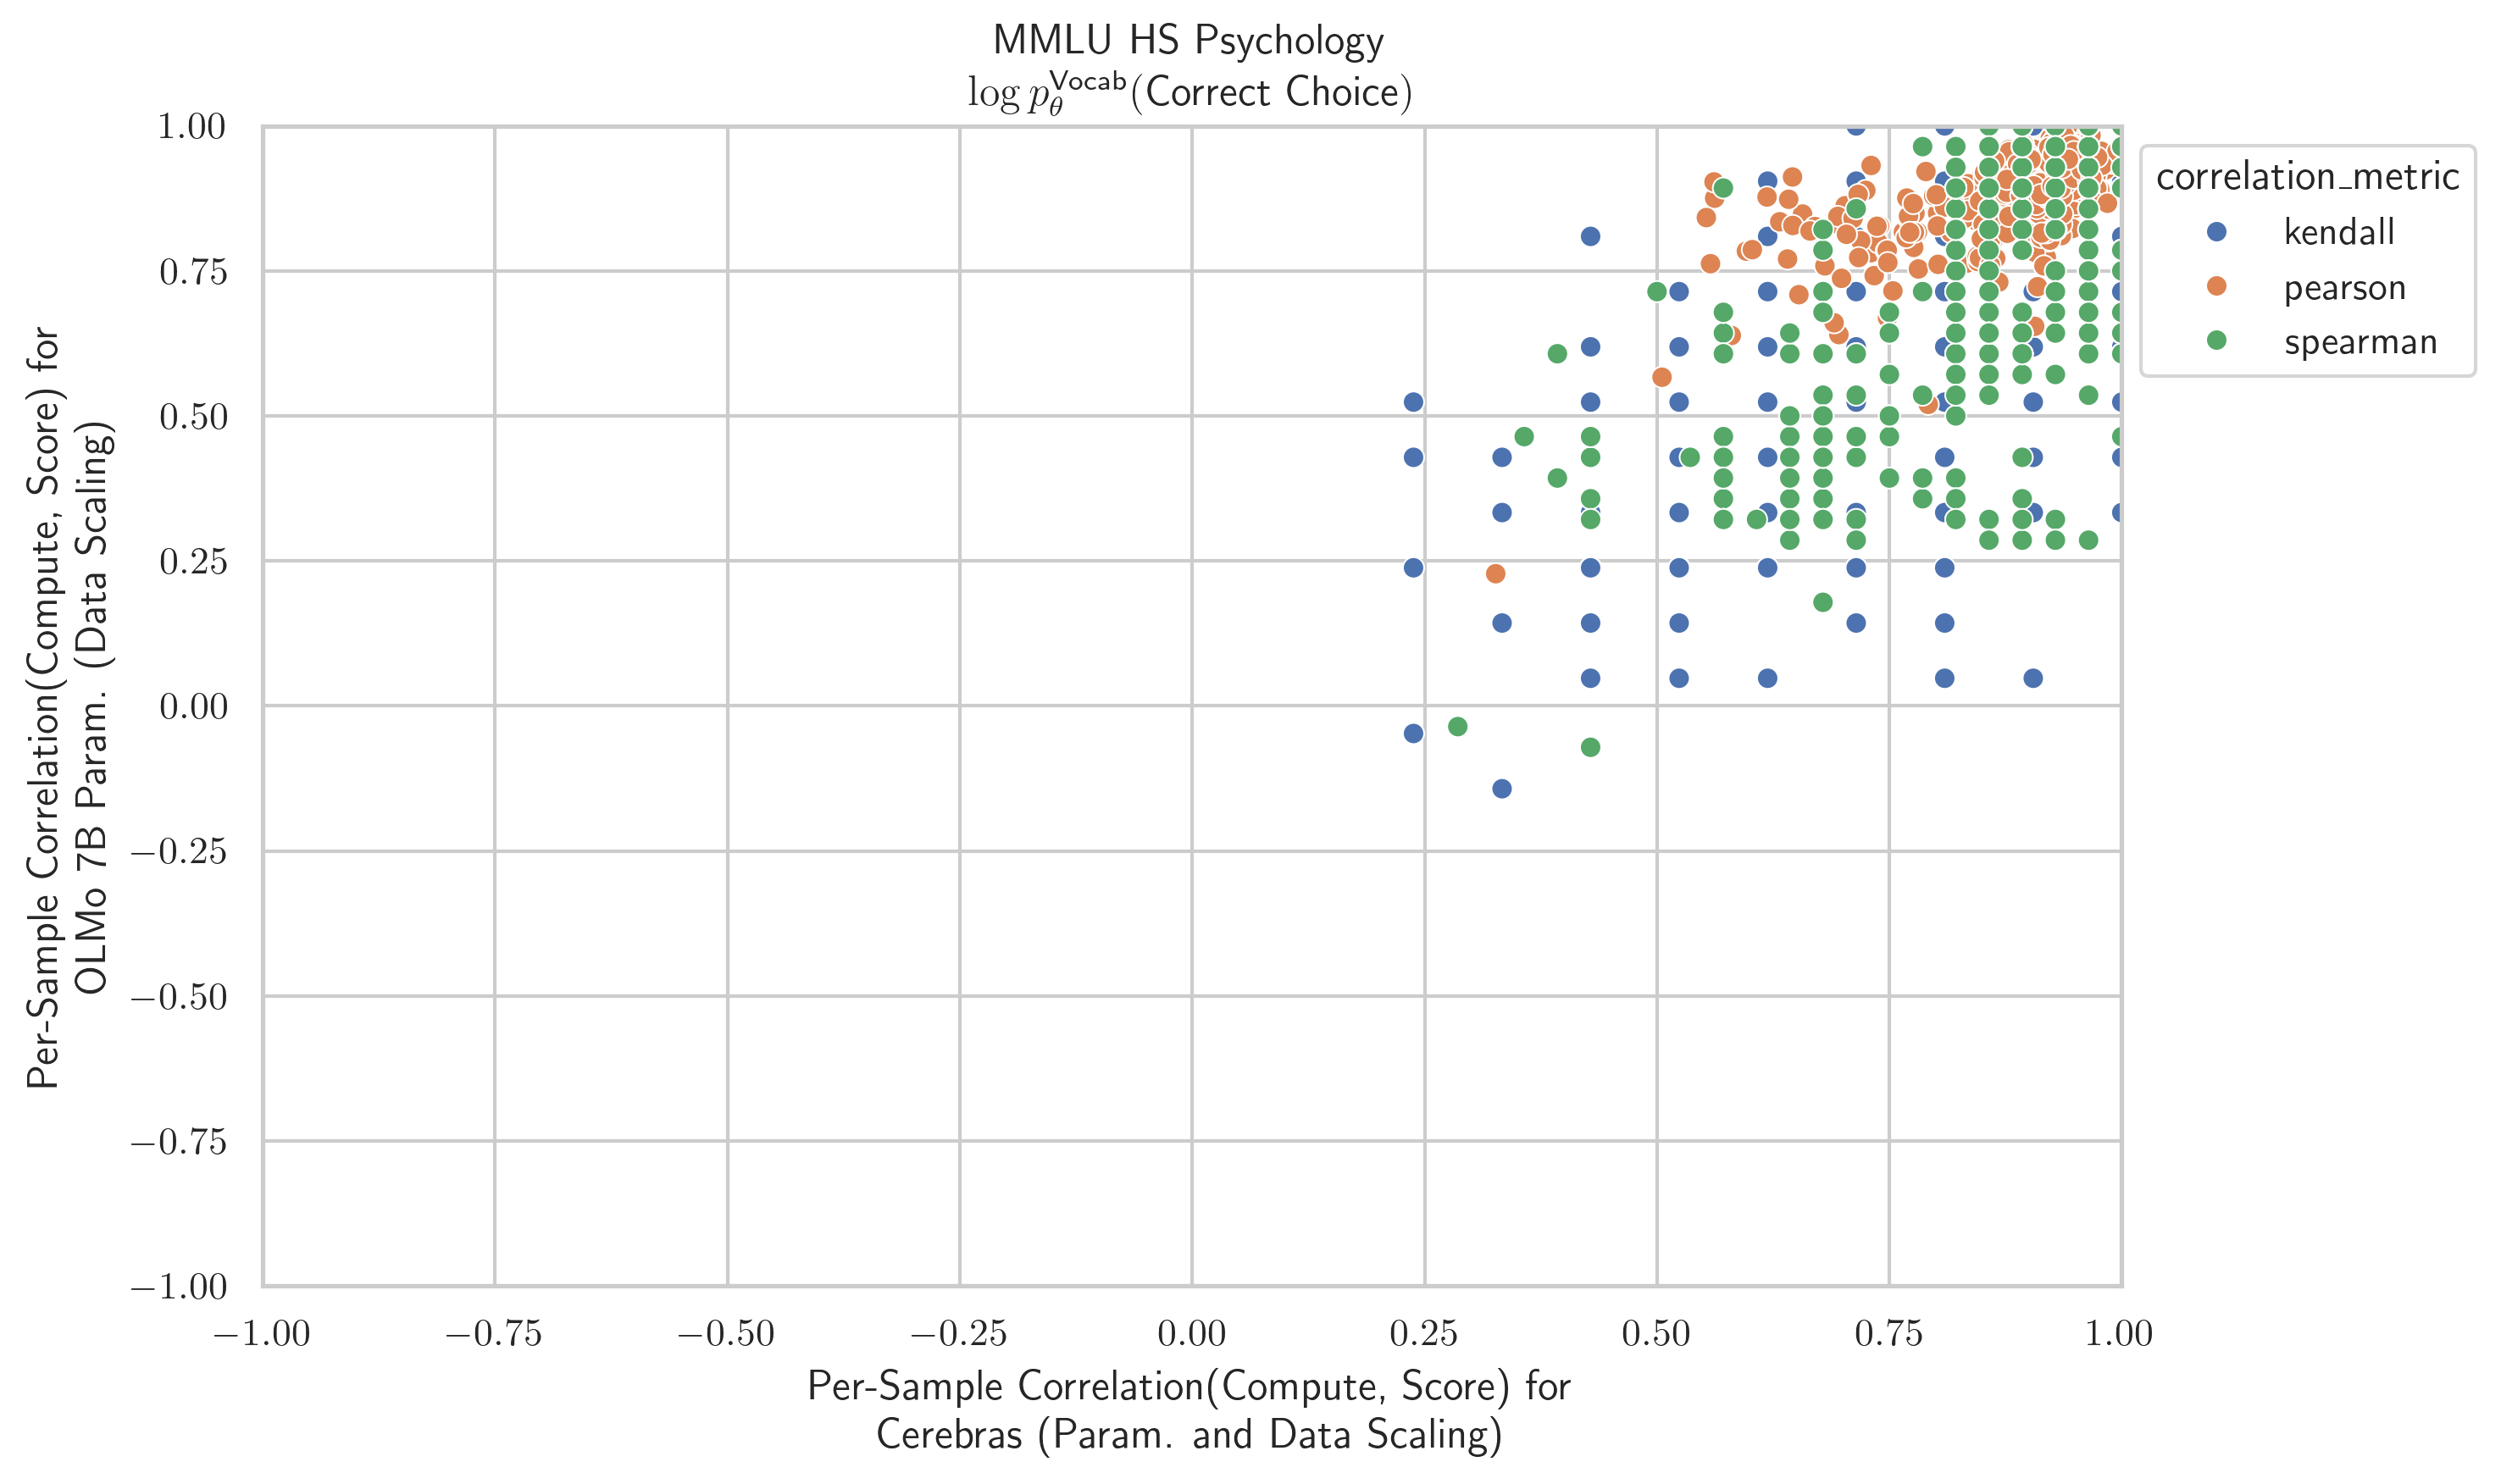 MMLU HS Psychology
log p_θ^Vocab(Correct Choice)
Per-Sample Correlation(Compute, Score) for
OLMo 7B Param. (Data Scaling)
1.00
0.75
0.50
0.25
0.00
−0.25
−0.50
−0.75
−1.00
−1.00
−0.75
−0.50
−0.25
0.00
0.25
0.50
0.75
1.00
Per-Sample Correlation(Compute, Score) for
Cerebras (Param. and Data Scaling)
correlation_metric
kendall
pearson
spearman